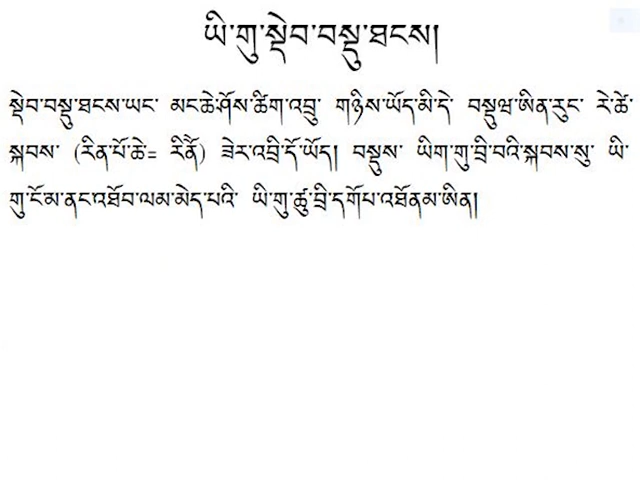 ཡི་གུ་སྡེབ་བསྡུ་ཐངས།
སྡེབ་བསྡུ་ཐངས་ཡང་ མང་ཆེ་ཤོས་ཚིག་འབྲུ་ གཉིས་ཡོད་མི་དེ་ བསྡུཝ་ཨིན་རུང་ རེ་ཚེ་
སྐབས་ (རིན་པོ་ཆེ= རིནོ) ཟེར་འབྲི་དོ་ཡོད། བསྡུས་ ཡིག་གུ་བྲི་བའི་སྐབས་སུ་ ཡི་
གུ་ངོམ་ནང་འཐོབ་ལམ་མེད་པའི་ ཡི་གུ་ཚུ་བྲི་དགོཔ་འཐོནམ་ཨིན།